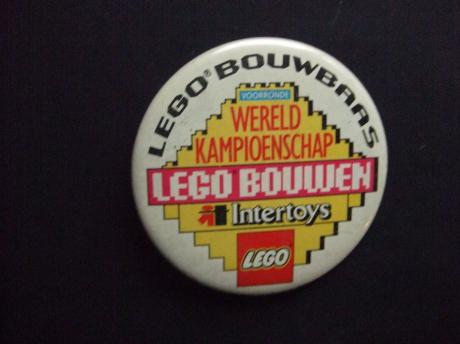 LEGO® BOUWBAAS
VOORRONDE
WERELD
KAMPIOENSCHAP
LEGO BOUWEN
Intertoys
LEGO